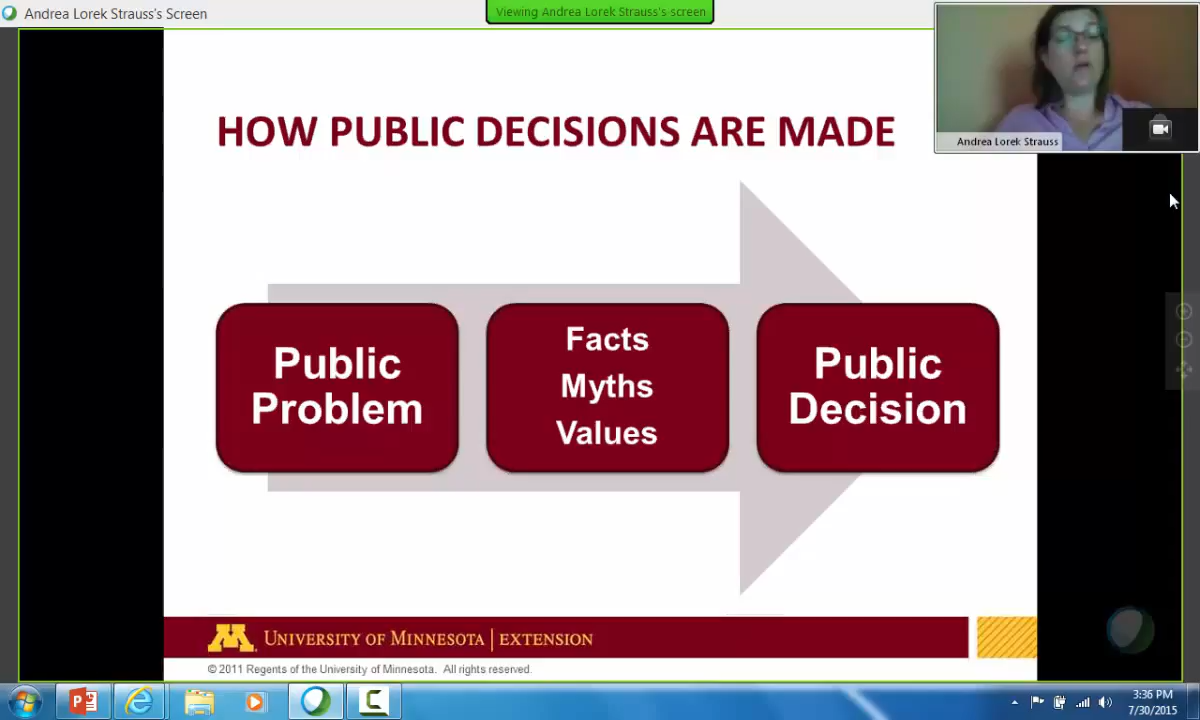 Andrea Lorek Strauss's Screen
Viewing Andrea Lorek Strauss's screen
Andrea Lorek Strauss
HOW PUBLIC DECISIONS ARE MADE
Public
Problem
Facts
Myths
Values
Public
Decision
M
UNIVERSITY OF MINNESOTA | EXTENSION
© 2011 Regents of the University of Minnesota. All rights reserved.
P
C
3:36 PM
7/30/2015